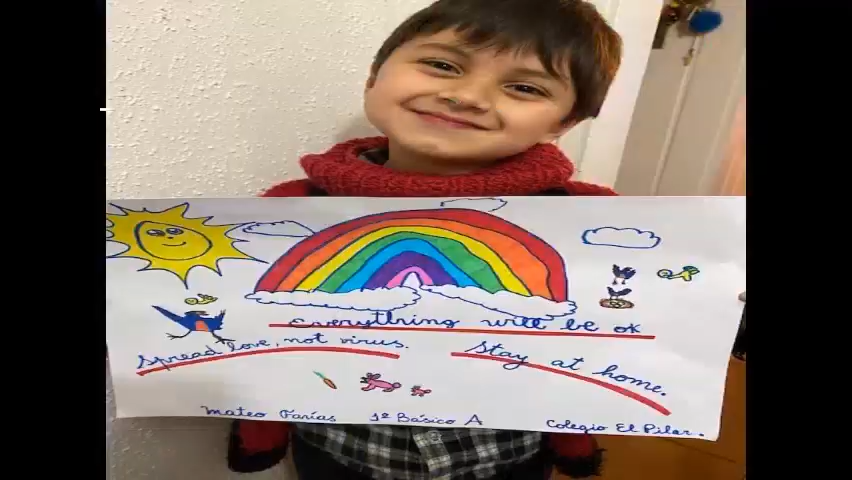 Everything will be ok
Spread love, not virus.
Stay at home.
Mateo Farías 1º Básico A Colegio El Pilar.